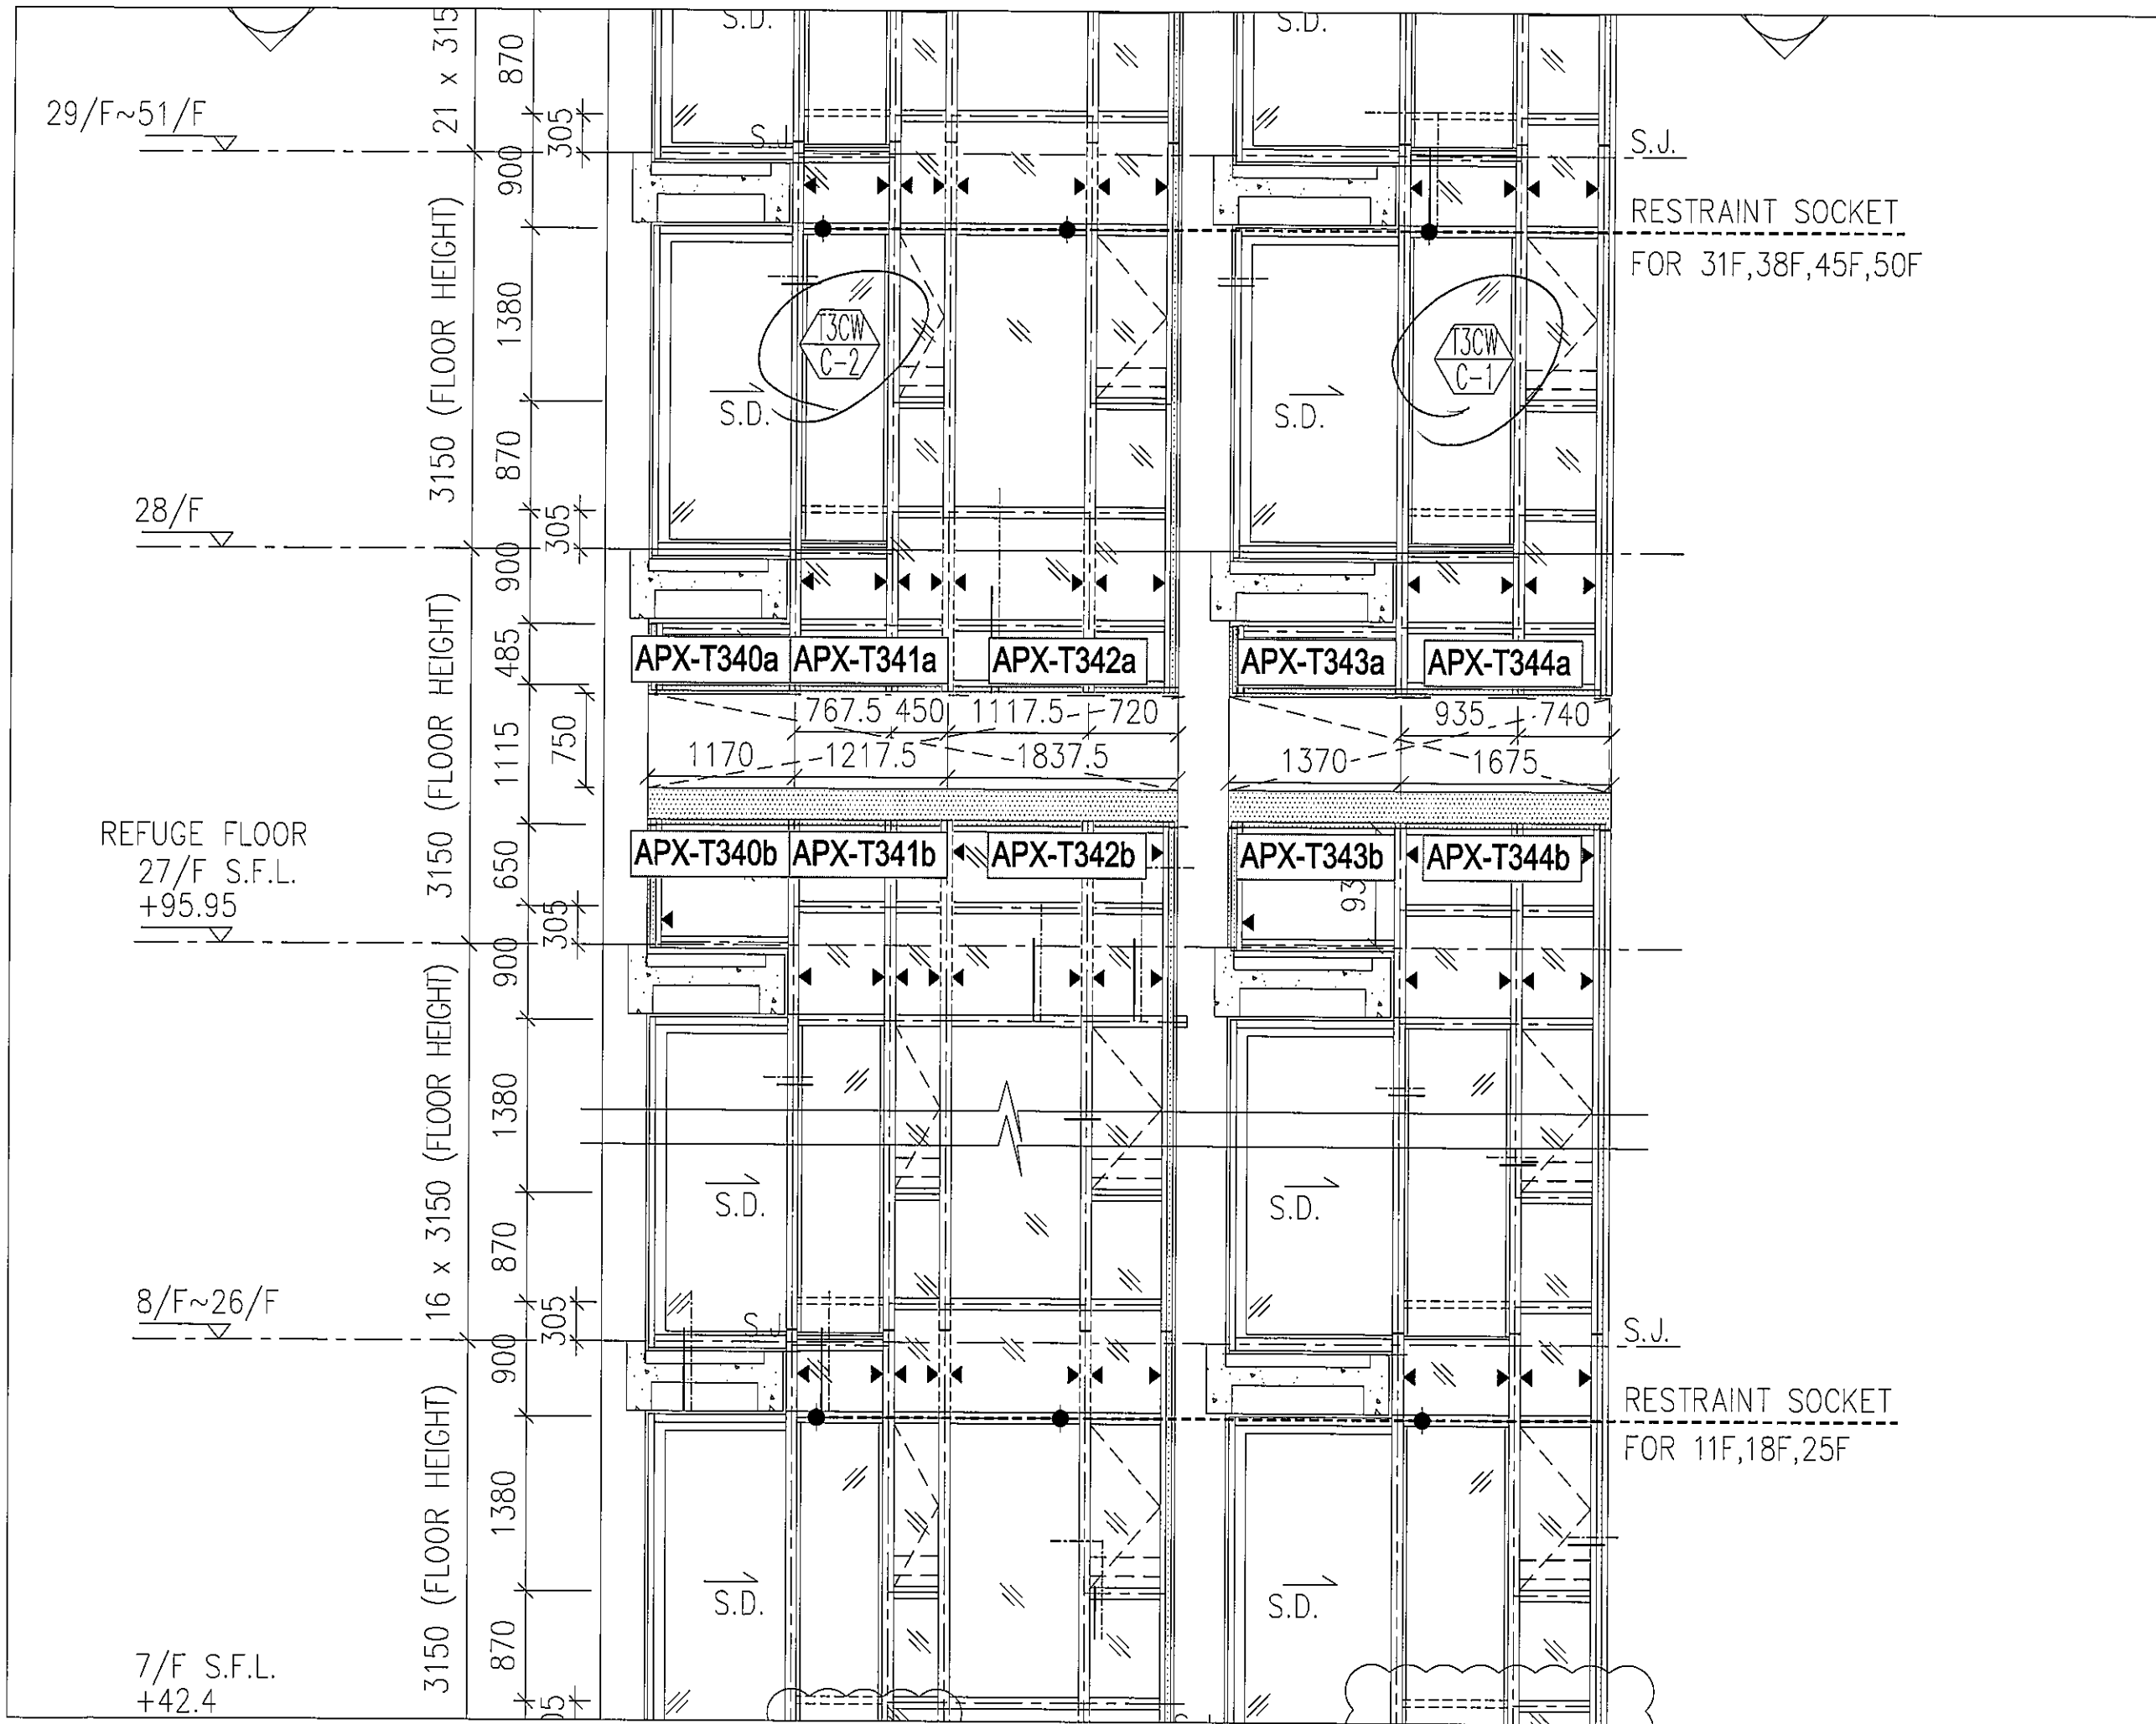 S.D.
S.D.
21 x 315
870
29/F~51/F
305
S.J
S.J.
900
RESTRAINT SOCKET
FOR 31F,38F,45F,50F
3150 (FLOOR HEIGHT)
1380
T3CW
C-2
T3CW
C-1
S.D.
S.D.
870
28/F
305
900
3150 (FLOOR HEIGHT)
485
APX-T340a
APX-T341a
APX-T342a
APX-T343a
APX-T344a
767.5
450
1117.5
720
935
740
1115
750
1170
1217.5
1837.5
1370
1675
REFUGE FLOOR
27/F S.F.L.
+95.95
650
APX-T340b
APX-T341b
APX-T342b
APX-T343b
APX-T344b
93
305
900
16 x 3150 (FLOOR HEIGHT)
1380
S.D.
S.D.
870
8/F~26/F
305
S.J
S.J.
900
RESTRAINT SOCKET
FOR 11F,18F,25F
3150 (FLOOR HEIGHT)
1380
S.D.
S.D.
870
7/F S.F.L.
+42.4